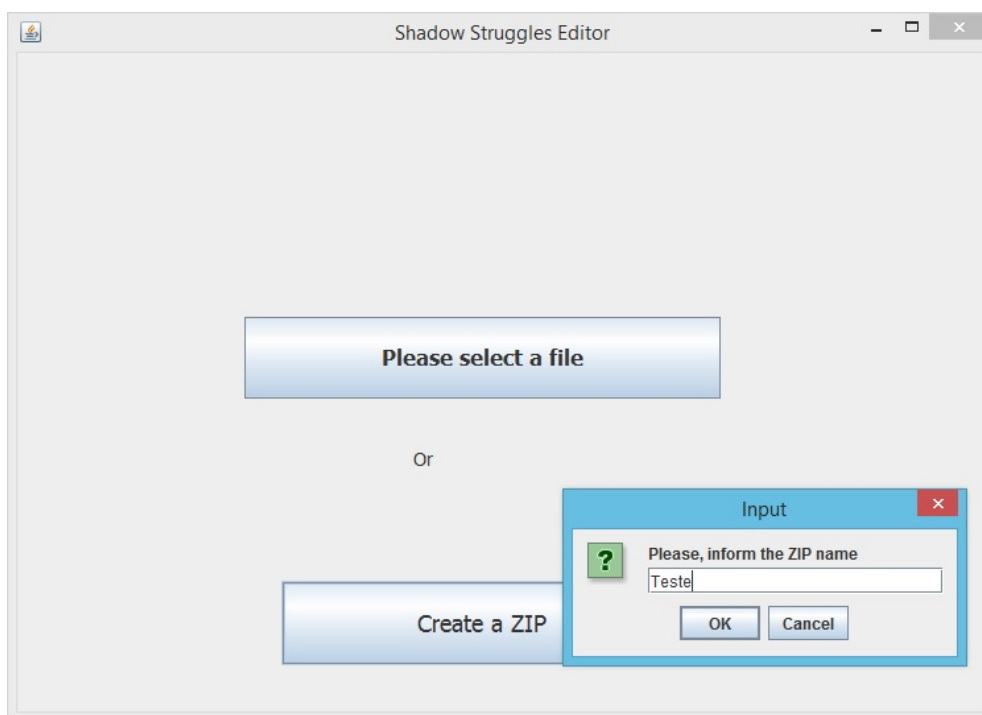 Shadow Struggles Editor
Please select a file
Or
Create a ZIP
Input
Please, inform the ZIP name
Teste
OK
Cancel